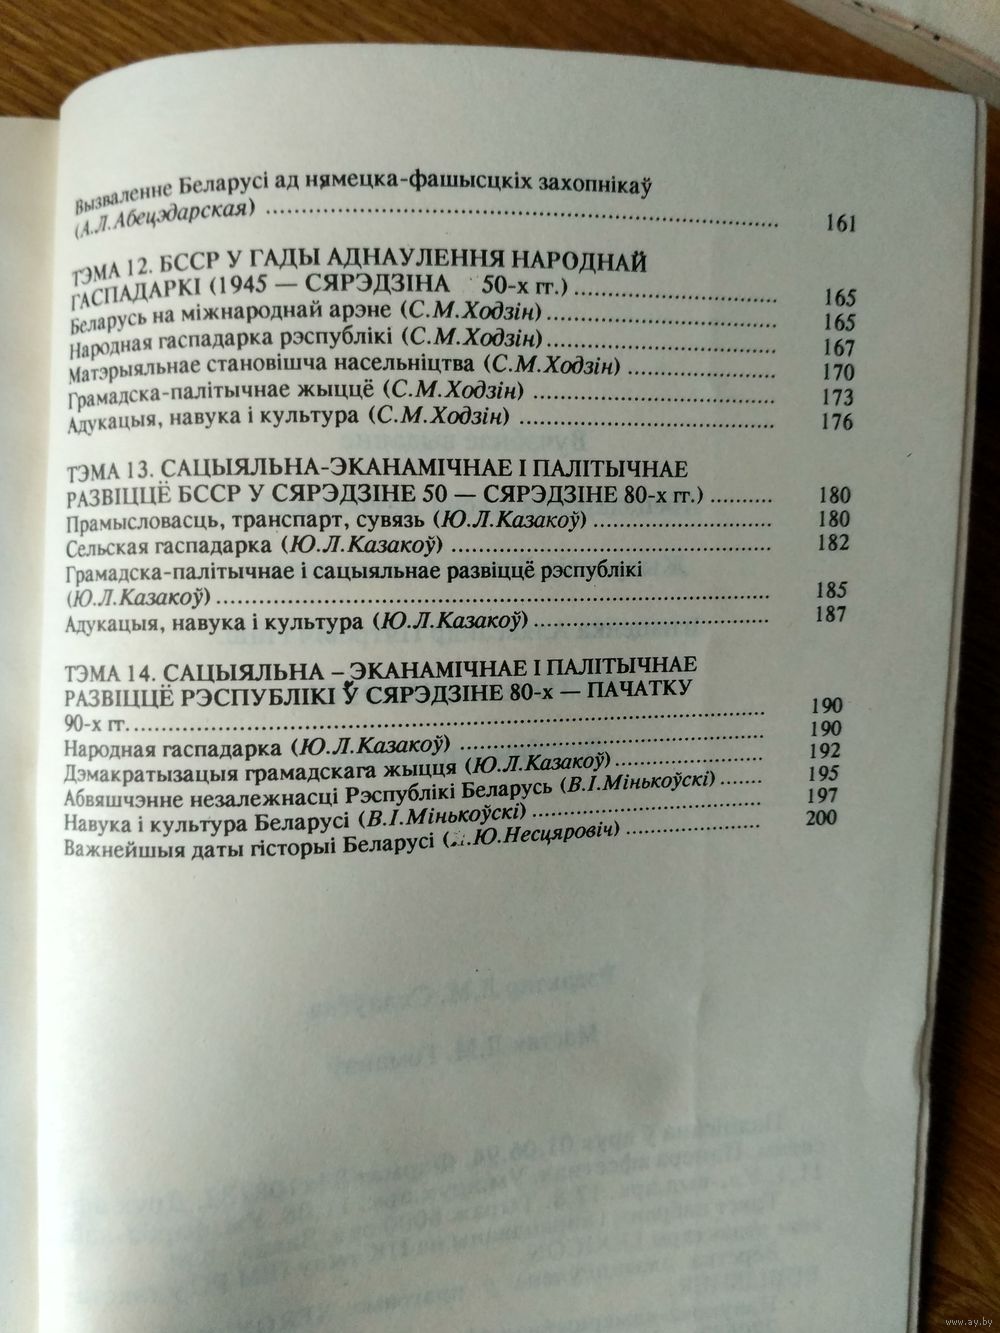 Вызваленне Беларусі ад нямецка-фашысцкіх захопнікаў
(А.Л.Абецэдарская) ........................ 161
ТЭМА 12. БССР У ГАДЫ АДНАУЛЕННЯ НАРОДНАЙ
ГАСПАДАРКІ (1945 — СЯРЭДЗІНА 50-х гг.) ........................ 165
Беларусь на міжнароднай арэне (С.М.Ходзін) ........................ 165
Народная гаспадарка рэспублікі (С.М.Ходзін) ........................ 167
Матэрыяльнае становішча насельніцтва (С.М.Ходзін) ........................ 170
Грамадска-палітычнае жыццё (С.М.Ходзін) ........................ 173
Адукацыя, навука і культура (С.М.Ходзін) ........................ 176
ТЭМА 13. САЦЫЯЛЬНА-ЭКАНАМІЧНАЕ І ПАЛІТЫЧНАЕ
РАЗВІЦЦЁ БССР У СЯРЭДЗІНЕ 50 — СЯРЭДЗІНЕ 80-х гг.) .......... 180
Прамысловасць, транспарт, сувязь (Ю.Л.Казакоў) ........................ 180
Сельская гаспадарка (Ю.Л.Казакоў) ........................ 182
Грамадска-палітычнае і сацыяльнае развіццё рэспублікі
(Ю.Л.Казакоў) ........................ 185
Адукацыя, навука і культура (Ю.Л.Казакоў) ........................ 187
ТЭМА 14. САЦЫЯЛЬНА – ЭКАНАМІЧНАЕ І ПАЛІТЫЧНАЕ
РАЗВІЦЦЁ РЭСПУБЛІКІ Ў СЯРЭДЗІНЕ 80-х — ПАЧАТКУ
90-х гг. ........................ 190
Народная гаспадарка (Ю.Л.Казакоў) ........................ 190
Дэмакратызацыя грамадскага жыцця (Ю.Л.Казакоў) ........................ 192
Абвяшчэнне незалежнасці Рэспублікі Беларусь (В.І.Мінькоўскі) ....... 195
Навука і культура Беларусі (В.І.Мінькоўскі) ........................ 197
Важнейшыя даты гісторыі Беларусі (Ю.Несцяровіч) ........................ 200
www.ay.by